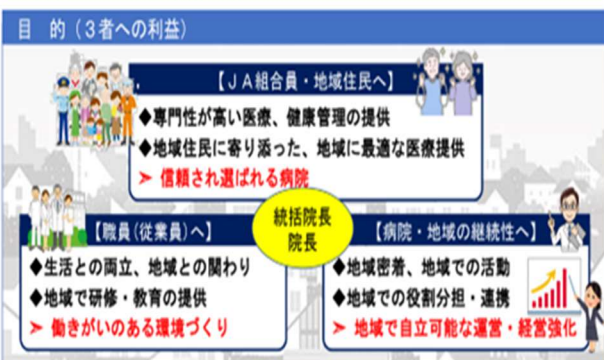 目 的（３者への利益）
【ＪＡ組合員・地域住民へ】
◆専門性が高い医療、健康管理の提供
◆地域住民に寄り添った、地域に最適な医療提供
➢ 信頼され選ばれる病院
統括院長
院長
【職員(従業員)へ】
◆生活との両立、地域との関わり
◆地域で研修・教育の提供
➢ 働きがいのある環境づくり
【病院・地域の継続性へ】
◆地域密着、地域での活動
◆地域での役割分担・連携
➢ 地域で自立可能な運営・経営強化